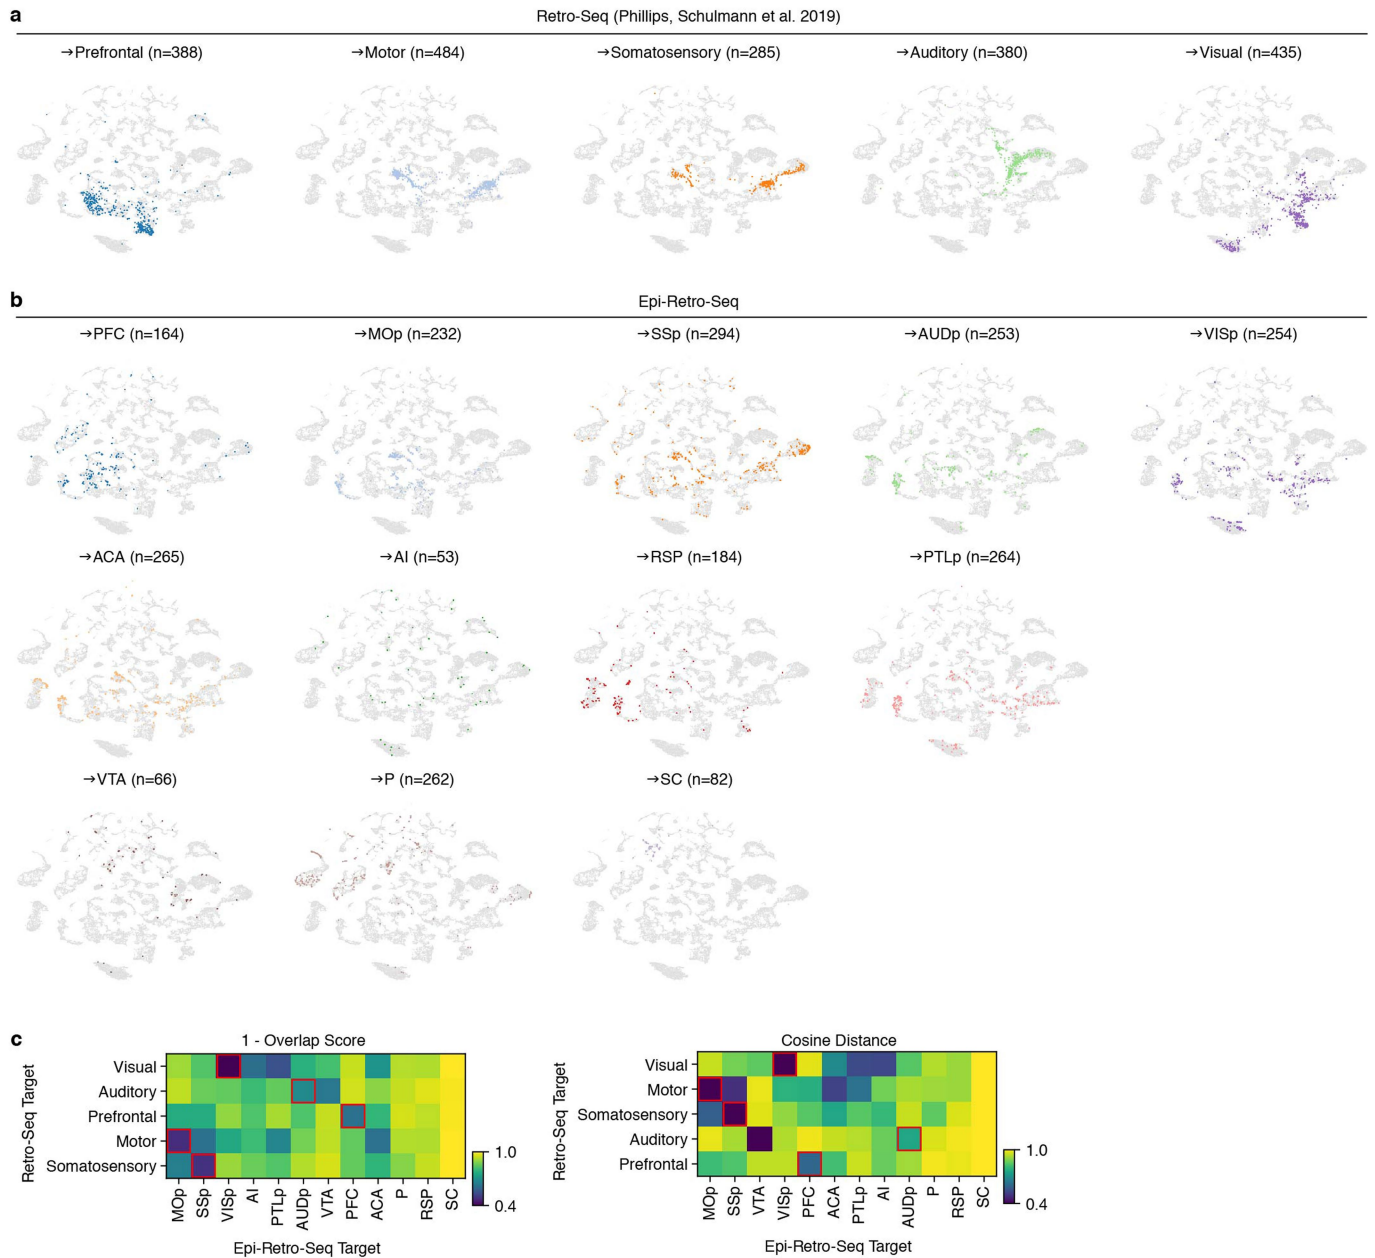 a
Retro-Seq (Phillips, Schulmann et al. 2019)
→Prefrontal (n=388)
→Motor (n=484)
→Somatosensory (n=285)
→Auditory (n=380)
→Visual (n=435)
b
Epi-Retro-Seq
→PFC (n=164)
→MOp (n=232)
→SSp (n=294)
→AUDp (n=253)
→VISp (n=254)
→ACA (n=265)
→AI (n=53)
→RSP (n=184)
→PTLp (n=264)
→VTA (n=66)
→P (n=262)
→SC (n=82)
c
1 - Overlap Score
Retro-Seq Target
Visual
Auditory
Prefrontal
Motor
Somatosensory
MOp
SSp
VISp
AI
PTLp
AUDp
VTA
PFC
ACA
P
RSP
SC
Epi-Retro-Seq Target
1.0
0.4
Cosine Distance
Retro-Seq Target
Visual
Motor
Somatosensory
Auditory
Prefrontal
MOp
SSp
VTA
VISp
PFC
ACA
PTLp
AI
AUDp
P
RSP
SC
Epi-Retro-Seq Target
1.0
0.4